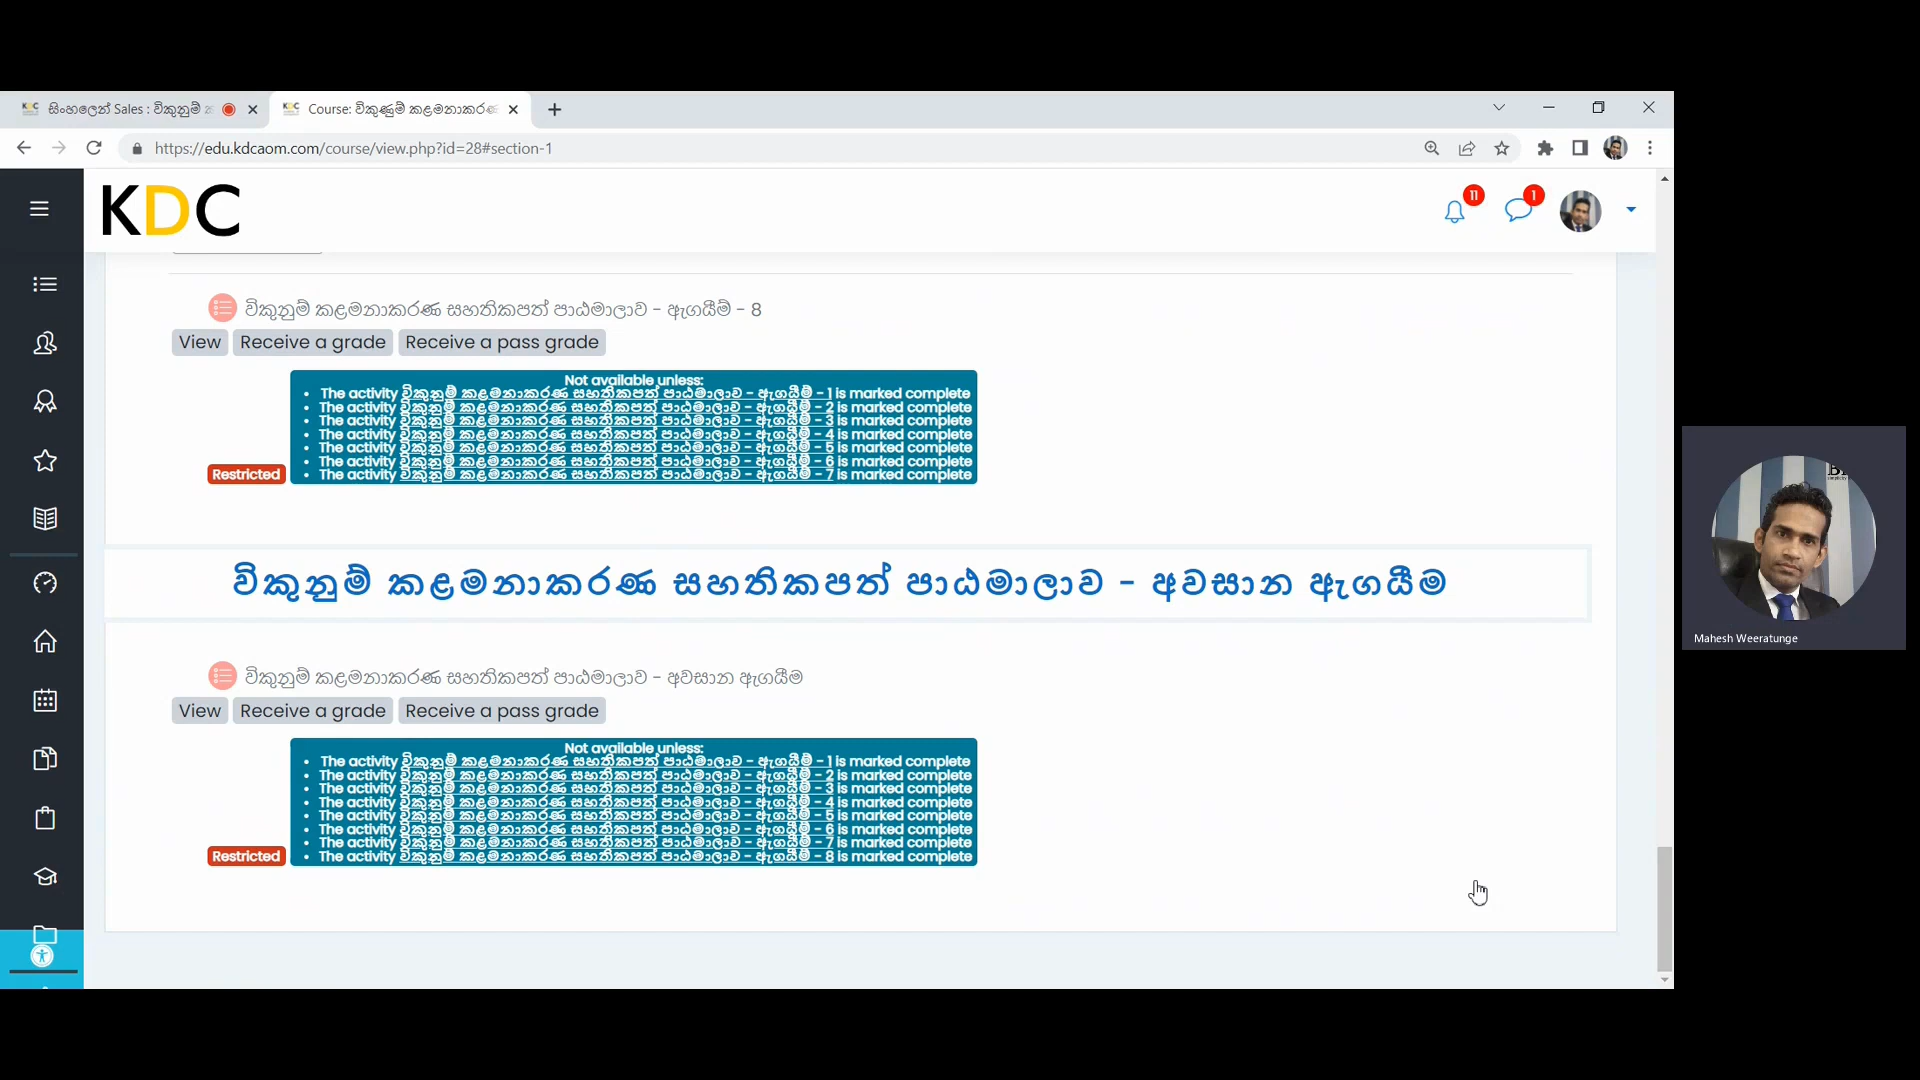 සිංහලෙන් Sales : විකුනුම් ක
Course: විකුණුම් කළමනාකරණ
https://edu.kdcaom.com/course/view.php?id=28#section-1
KDC
11
1
විකුනුම් කළමනාකරණ සහතිකපත් පාඨමාලාව - ඇගයීම් - 8
View Receive a grade Receive a pass grade
Not available unless:
The activity විකුනුම් කළමනාකරණ සහතිකපත් පාඨමාලාව - ඇගයීම් - 1 is marked complete
The activity විකුනුම් කළමනාකරණ සහතිකපත් පාඨමාලාව - ඇගයීම් - 2 is marked complete
The activity විකුනුම් කළමනාකරණ සහතිකපත් පාඨමාලාව - ඇගයීම් - 3 is marked complete
The activity විකුනුම් කළමනාකරණ සහතිකපත් පාඨමාලාව - ඇගයීම් - 4 is marked complete
The activity විකුනුම් කළමනාකරණ සහතිකපත් පාඨමාලාව - ඇගයීම් - 5 is marked complete
The activity විකුනුම් කළමනාකරණ සහතිකපත් පාඨමාලාව - ඇගයීම් - 6 is marked complete
Restricted The activity විකුනුම් කළමනාකරණ සහතිකපත් පාඨමාලාව - ඇගයීම් - 7 is marked complete
විකුනුම් කළමනාකරණ සහතිකපත් පාඨමාලාව - අවසාන ඇගයීම
Mahesh Weeratunge
විකුනුම් කළමනාකරණ සහතිකපත් පාඨමාලාව - අවසාන ඇගයීම
View Receive a grade Receive a pass grade
Not available unless:
The activity විකුනුම් කළමනාකරණ සහතිකපත් පාඨමාලාව - ඇගයීම් - 1 is marked complete
The activity විකුනුම් කළමනාකරණ සහතිකපත් පාඨමාලාව - ඇගයීම් - 2 is marked complete
The activity විකුනුම් කළමනාකරණ සහතිකපත් පාඨමාලාව - ඇගයීම් - 3 is marked complete
The activity විකුනුම් කළමනාකරණ සහතිකපත් පාඨමාලාව - ඇගයීම් - 4 is marked complete
The activity විකුනුම් කළමනාකරණ සහතිකපත් පාඨමාලාව - ඇගයීම් - 5 is marked complete
The activity විකුනුම් කළමනාකරණ සහතිකපත් පාඨමාලාව - ඇගයීම් - 6 is marked complete
The activity විකුනුම් කළමනාකරණ සහතිකපත් පාඨමාලාව - ඇගයීම් - 7 is marked complete
Restricted The activity විකුනුම් කළමනාකරණ සහතිකපත් පාඨමාලාව - ඇගයීම් - 8 is marked complete